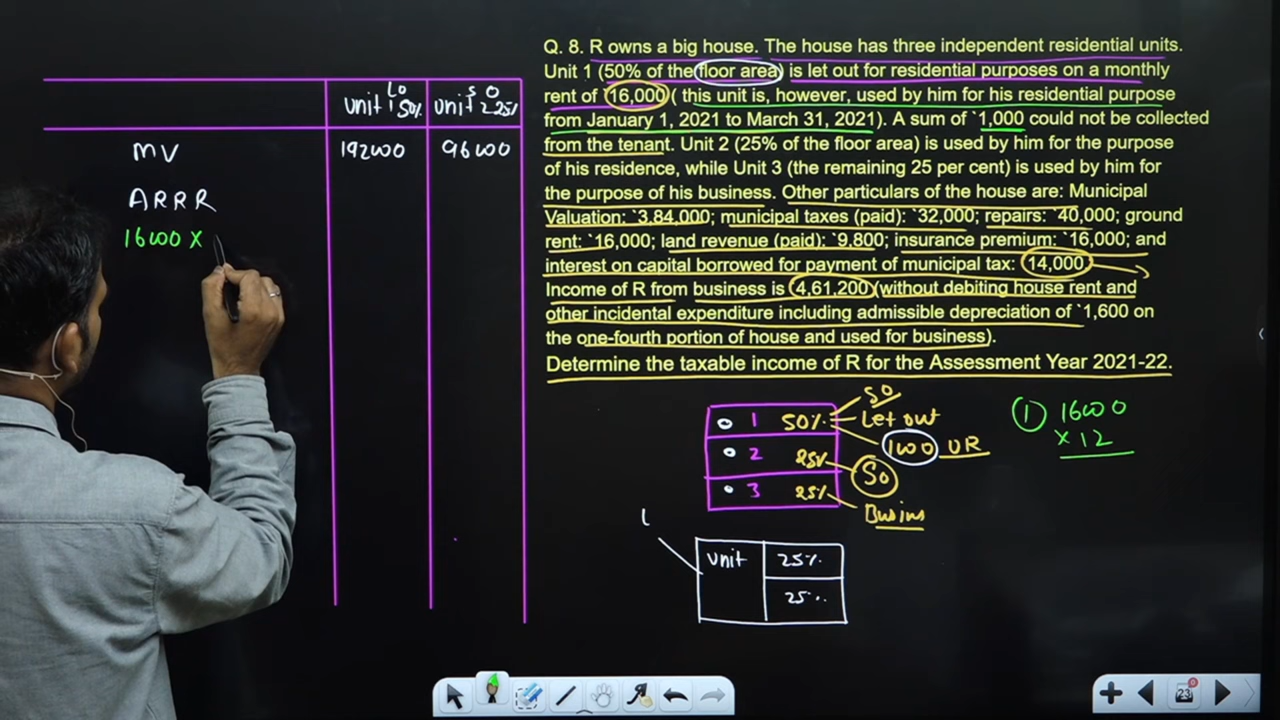 Lo
Unit 1 50%
S O
Unit 2 25%
MV 192000 96000
ARRR
16000 X
Q. 8. R owns a big house. The house has three independent residential units.
Unit 1 (50% of the floor area) is let out for residential purposes on a monthly
rent of `16,000 ( this unit is, however, used by him for his residential purpose
from January 1, 2021 to March 31, 2021). A sum of `1,000 could not be collected
from the tenant. Unit 2 (25% of the floor area) is used by him for the purpose
of his residence, while Unit 3 (the remaining 25 per cent) is used by him for
the purpose of his business. Other particulars of the house are: Municipal
Valuation: `3,84,000; municipal taxes (paid): `32,000; repairs: `40,000; ground
rent: `16,000; land revenue (paid): `9,800; insurance premium: `16,000; and
interest on capital borrowed for payment of municipal tax: `14,000
Income of R from business is `4,61,200 (without debiting house rent and
other incidental expenditure including admissible depreciation of `1,600 on
the one-fourth portion of house and used for business).
Determine the taxable income of R for the Assessment Year 2021-22.
So
1 50% Let out
1000 UR
2 25% So
3 25%
Busins
1 16000
x 12
Unit 25%
25%
23